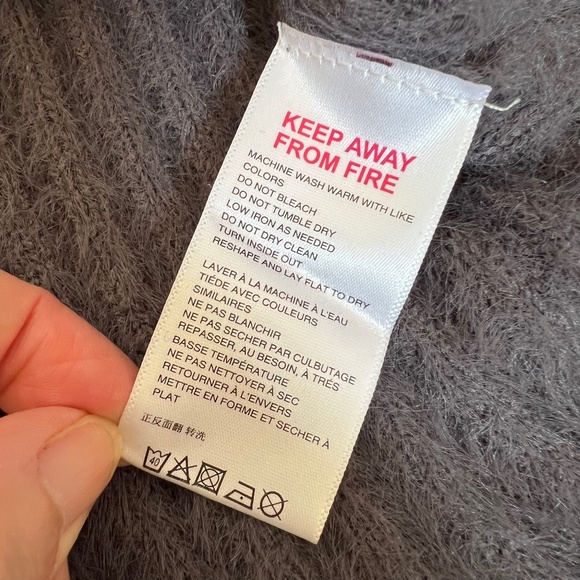 KEEP AWAY
FROM FIRE
MACHINE WASH WARM WITH LIKE
COLORS
DO NOT BLEACH
DO NOT TUMBLE DRY
LOW IRON AS NEEDED
DO NOT DRY CLEAN
TURN INSIDE OUT
RESHAPE AND LAY FLAT TO DRY
LAVER À LA MACHINE À L'EAU
TIÉDE AVEC COULEURS
SIMILAIRES
NE PAS BLANCHIR
NE PAS SECHER PAR CULBUTAGE
REPASSER, AU BESOIN, À TRÉS
BASSE TEMPÉRATURE
NE PAS NETTOYER À SEC
RETOURNER À L'ENVERS
METTRE EN FORME ET SECHER À
PLAT
正反面翻 转洗
40